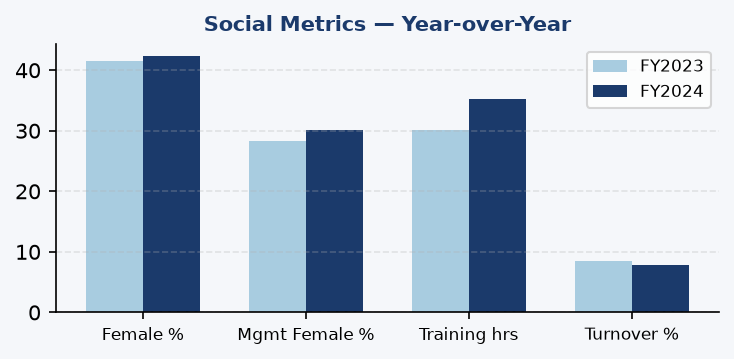 Social Metrics — Year-over-Year
FY2023
FY2024
40
30
20
10
0
Female %
Mgmt Female %
Training hrs
Turnover %